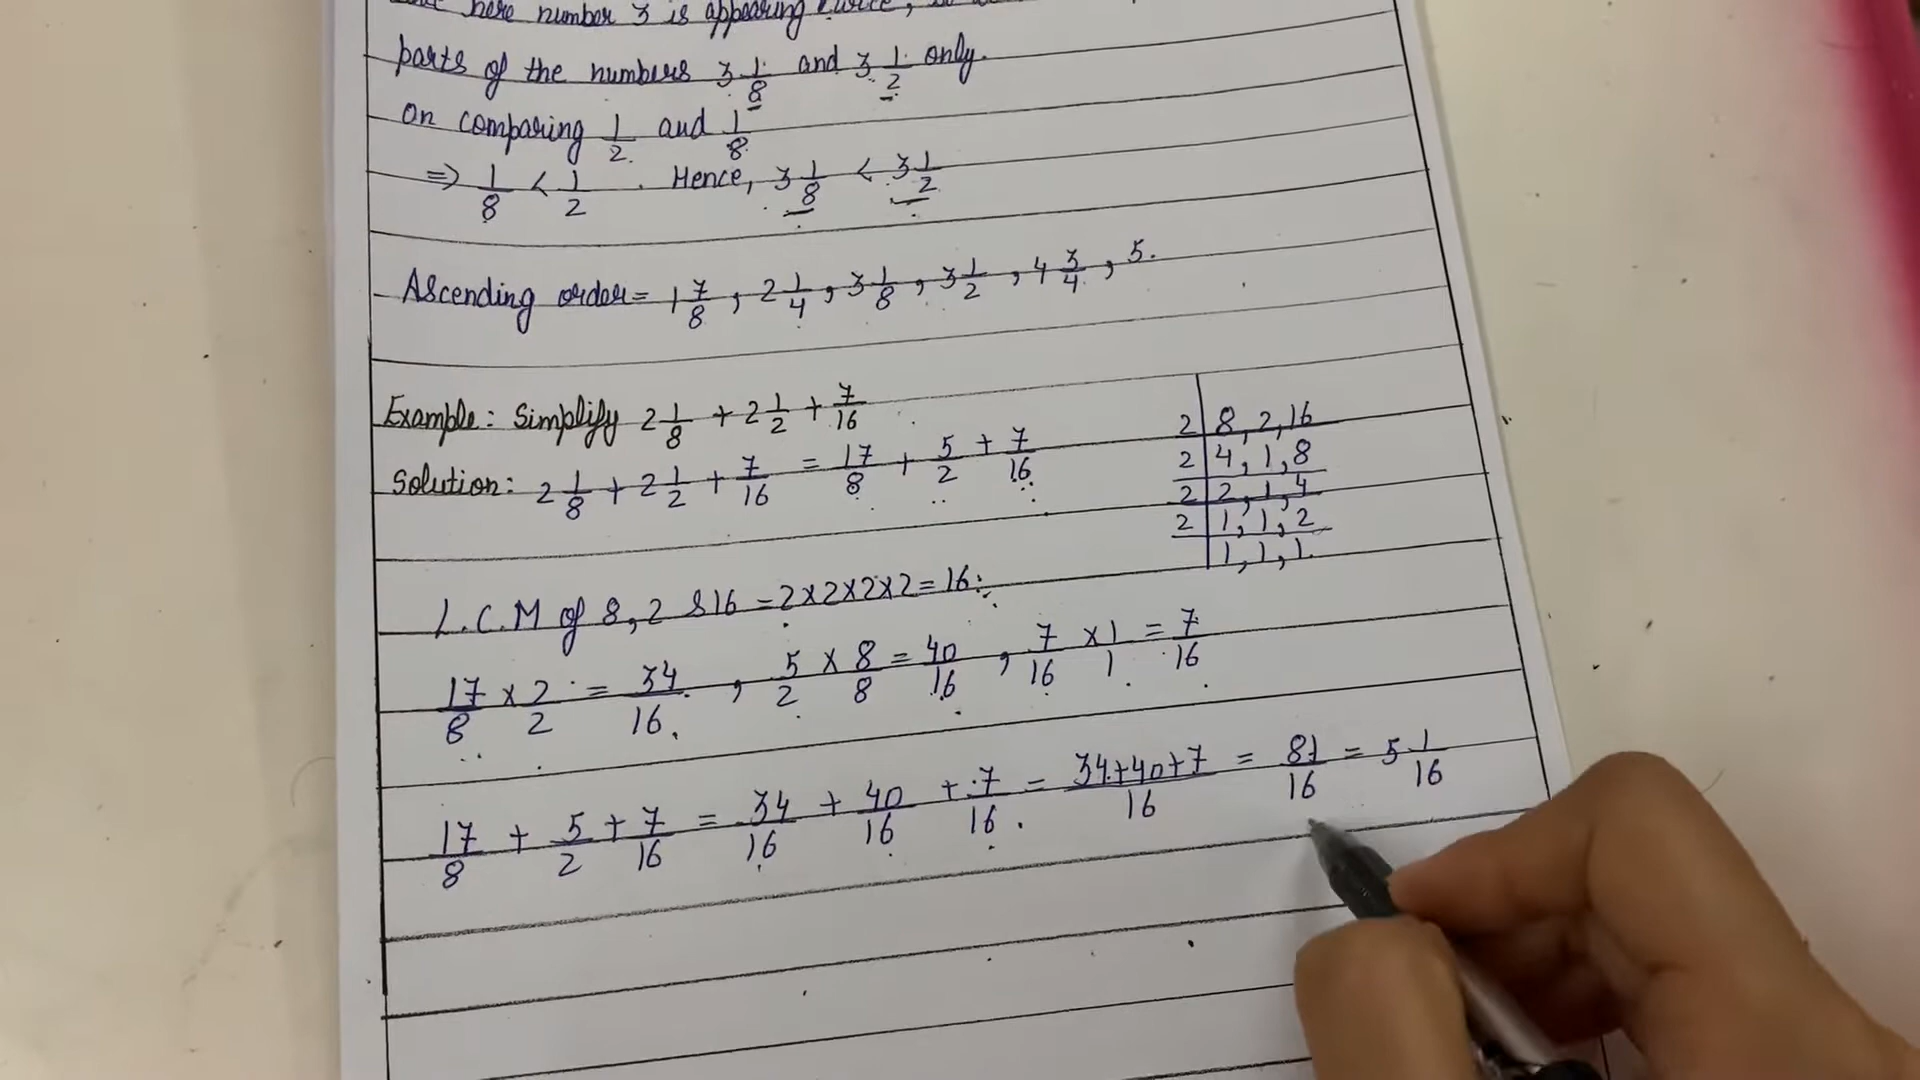 here number 3 is appearing twice,
parts of the numbers 3 1/8 and 3 1/2 only.
On comparing 1/2 and 1/8
⇒ 1/8 < 1/2 . Hence, 3 1/8 < 3 1/2
Ascending order = 1 7/8 , 2 1/4 , 3 1/8 , 3 1/2 , 4 3/4 , 5.
Example: Simplify 2 1/8 + 2 1/2 + 7/16
Solution: 2 1/8 + 2 1/2 + 7/16 = 17/8 + 5/2 + 7/16
2 | 8, 2, 16
2 | 4, 1, 8
2 | 2, 1, 4
2 | 1, 1, 2
| 1, 1, 1.
L.C.M of 8, 2 & 16 = 2×2×2×2 = 16.
17/8 × 2/2 = 34/16 , 5/2 × 8/8 = 40/16 , 7/16 × 1/1 = 7/16
17/8 + 5/2 + 7/16 = 34/16 + 40/16 + 7/16 = 34+40+7/16 = 81/16 = 5 1/16